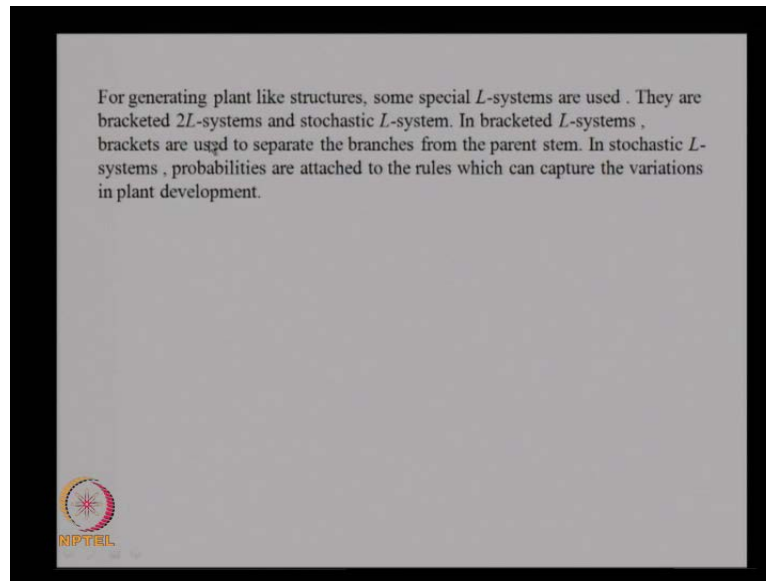 For generating plant like structures, some special L-systems are used . They are
bracketed 2L-systems and stochastic L-system. In bracketed L-systems ,
brackets are used to separate the branches from the parent stem. In stochastic L-
systems , probabilities are attached to the rules which can capture the variations
in plant development.
NPTEL